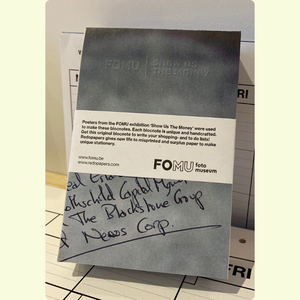 FOMU
SHOW US
THE MONEY
Posters from the FOMU exhibition 'Show Us The Money' were used
to make these blocnotes. Each blocnote is unique and handcrafted.
Get this original blocnote to write your shopping- and to do lists!
Redopapers gives new life to misprinted and surplus paper to make
unique stationery.
www.fomu.be
www.redopapers.com
FOMU foto
museum
Rothschild Capital
The Blackstone Group
News Corp.
FRI
FRI